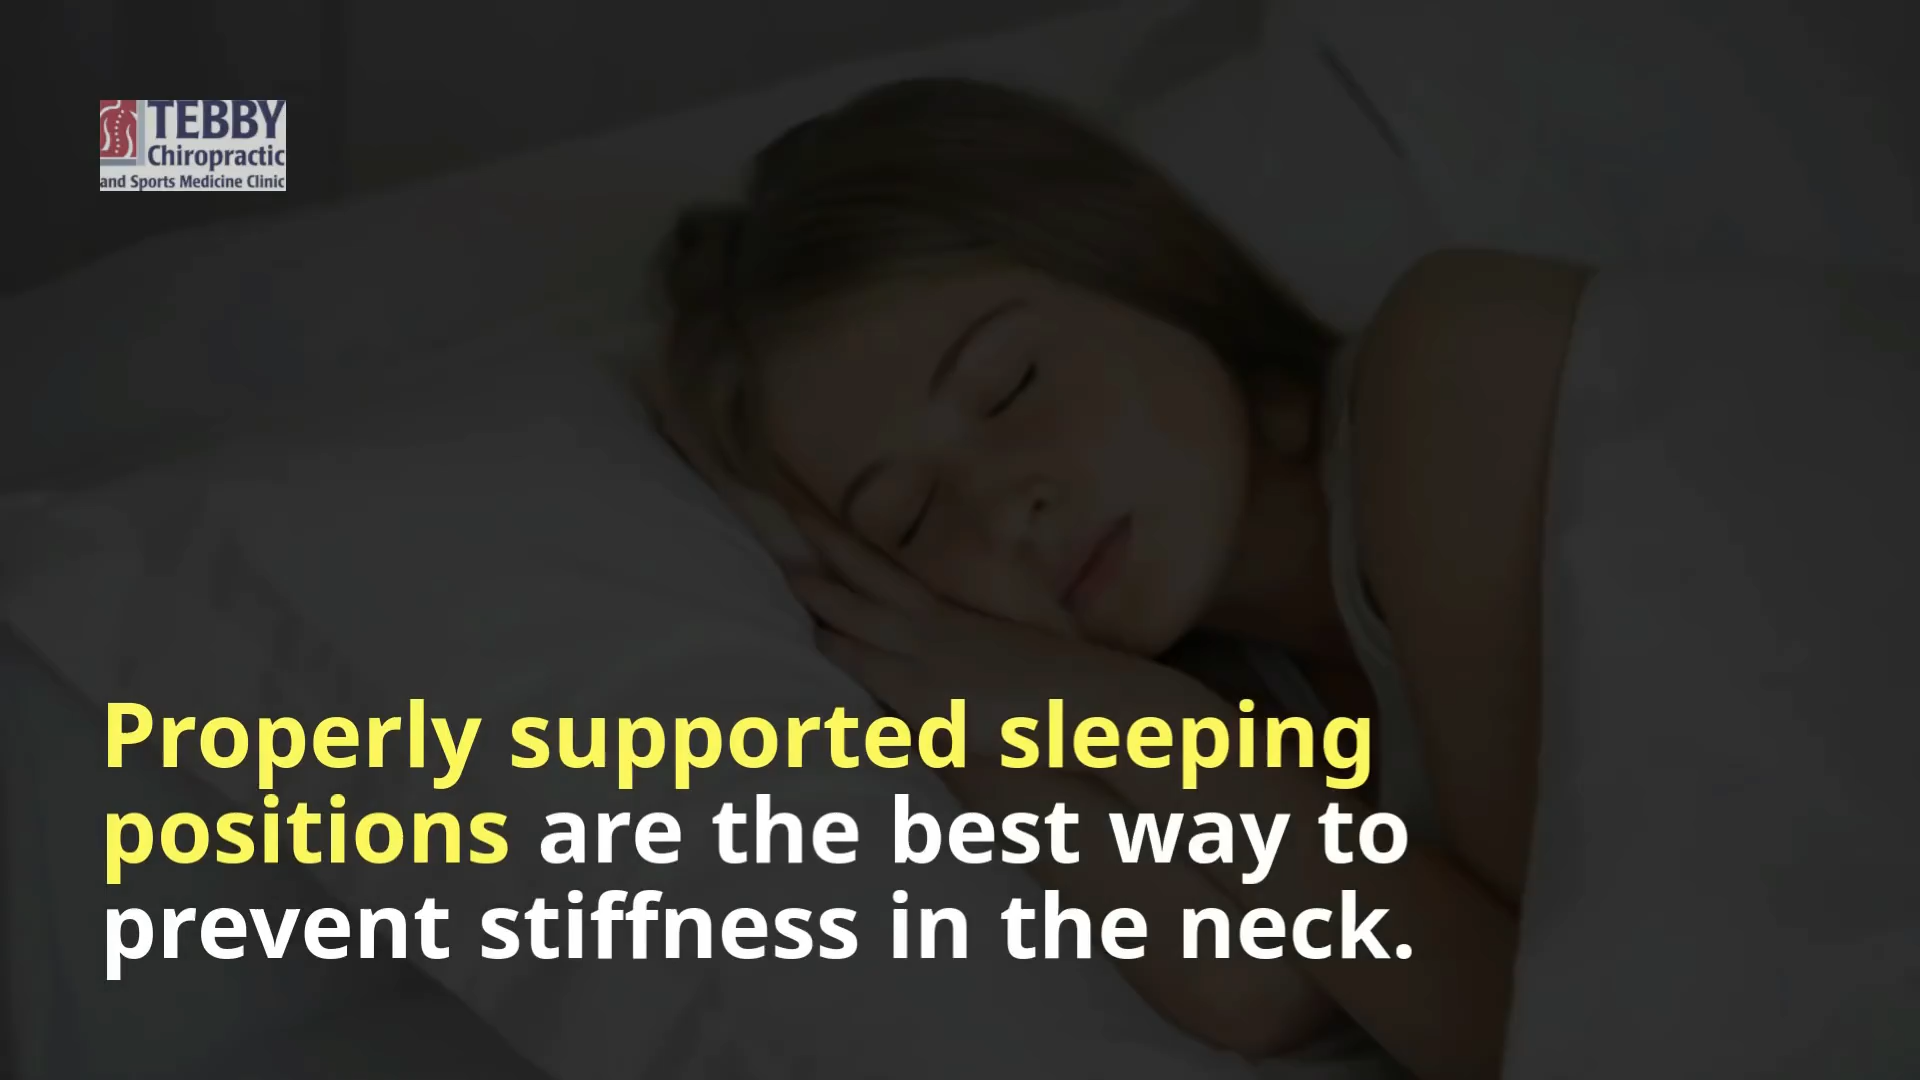 TEBBY
Chiropractic
and Sports Medicine Clinic
Properly supported sleeping
positions are the best way to
prevent stiffness in the neck.